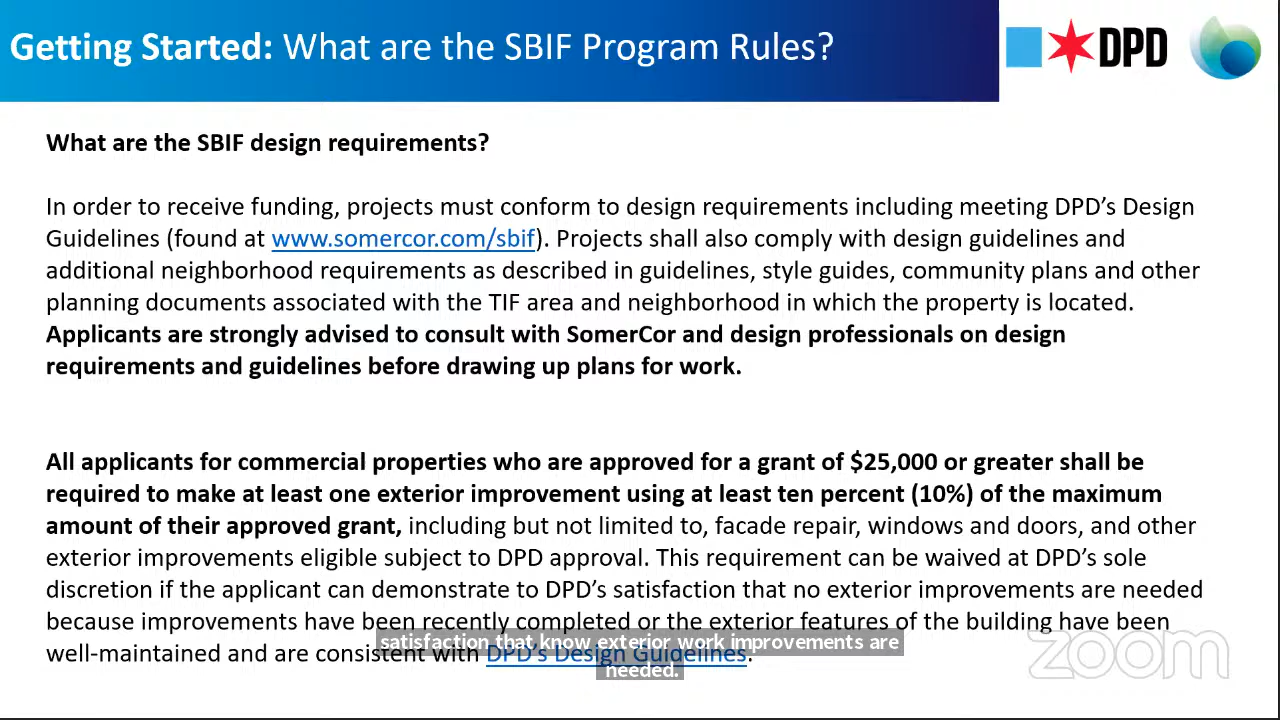 Getting Started: What are the SBIF Program Rules?
DPD
What are the SBIF design requirements?
In order to receive funding, projects must conform to design requirements including meeting DPD’s Design
Guidelines (found at www.somercor.com/sbif). Projects shall also comply with design guidelines and
additional neighborhood requirements as described in guidelines, style guides, community plans and other
planning documents associated with the TIF area and neighborhood in which the property is located.
Applicants are strongly advised to consult with SomerCor and design professionals on design
requirements and guidelines before drawing up plans for work.
All applicants for commercial properties who are approved for a grant of $25,000 or greater shall be
required to make at least one exterior improvement using at least ten percent (10%) of the maximum
amount of their approved grant, including but not limited to, facade repair, windows and doors, and other
exterior improvements eligible subject to DPD approval. This requirement can be waived at DPD’s sole
discretion if the applicant can demonstrate to DPD’s satisfaction that no exterior improvements are needed
because improvements have been recently completed or the exterior features of the building have been
well-maintained and are consistent with DPD’s Design Guidelines.
satisfaction that know exterior work improvements are
needed.
zoom